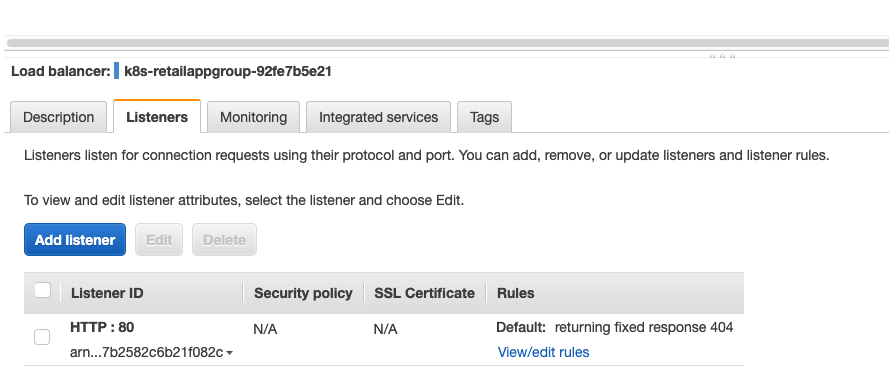 Load balancer: k8s-retailappgroup-92fe7b5e21
Description Listeners Monitoring Integrated services Tags
Listeners listen for connection requests using their protocol and port. You can add, remove, or update listeners and listener rules.
To view and edit listener attributes, select the listener and choose Edit.
Add listener Edit Delete
Listener ID Security policy SSL Certificate Rules
HTTP : 80 N/A N/A Default: returning fixed response 404
arn...7b2582c6b21f082c View/edit rules